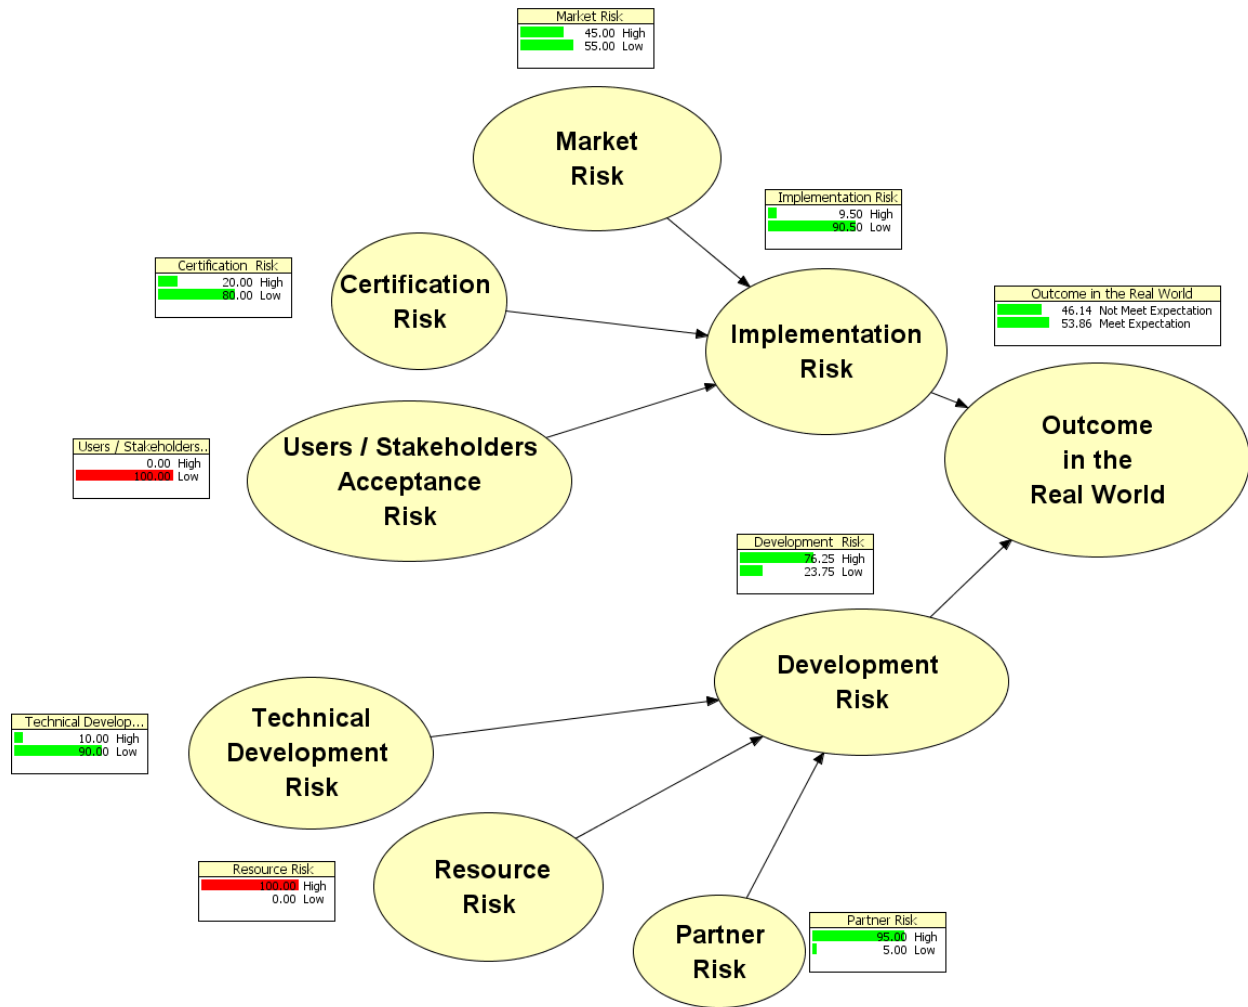 Market Risk
45.00 High
55.00 Low
Market
Risk
Implementation Risk
9.50 High
90.50 Low
Certification Risk
20.00 High
80.00 Low
Certification
Risk
Implementation
Risk
Outcome in the Real World
46.14 Not Meet Expectation
53.86 Meet Expectation
Users / Stakeholders..
0.00 High
100.00 Low
Users / Stakeholders
Acceptance
Risk
Outcome
in the
Real World
Development Risk
76.25 High
23.75 Low
Development
Risk
Technical Develop...
10.00 High
90.00 Low
Technical
Development
Risk
Resource Risk
100.00 High
0.00 Low
Resource
Risk
Partner
Risk
Partner Risk
95.00 High
5.00 Low